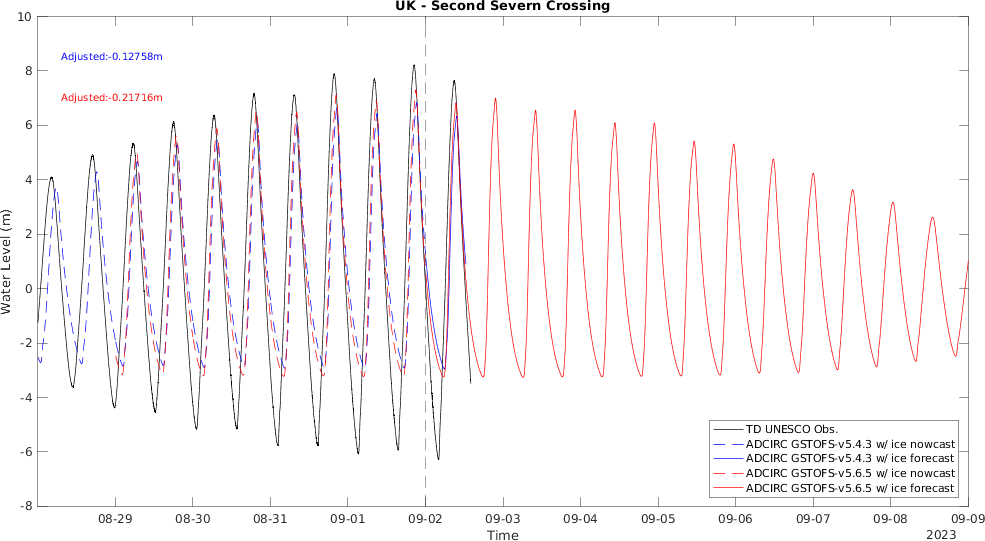 UK - Second Severn Crossing
10
8
6
4
2
0
-2
-4
-6
-8
Water Level (m)
Adjusted:-0.12758m
Adjusted:-0.21716m
TD UNESCO Obs.
ADCIRC GSTOFS-v5.4.3 w/ ice nowcast
ADCIRC GSTOFS-v5.4.3 w/ ice forecast
ADCIRC GSTOFS-v5.6.5 w/ ice nowcast
ADCIRC GSTOFS-v5.6.5 w/ ice forecast
08-29 08-30 08-31 09-01 09-02 09-03 09-04 09-05 09-06 09-07 09-08 09-09
Time
2023